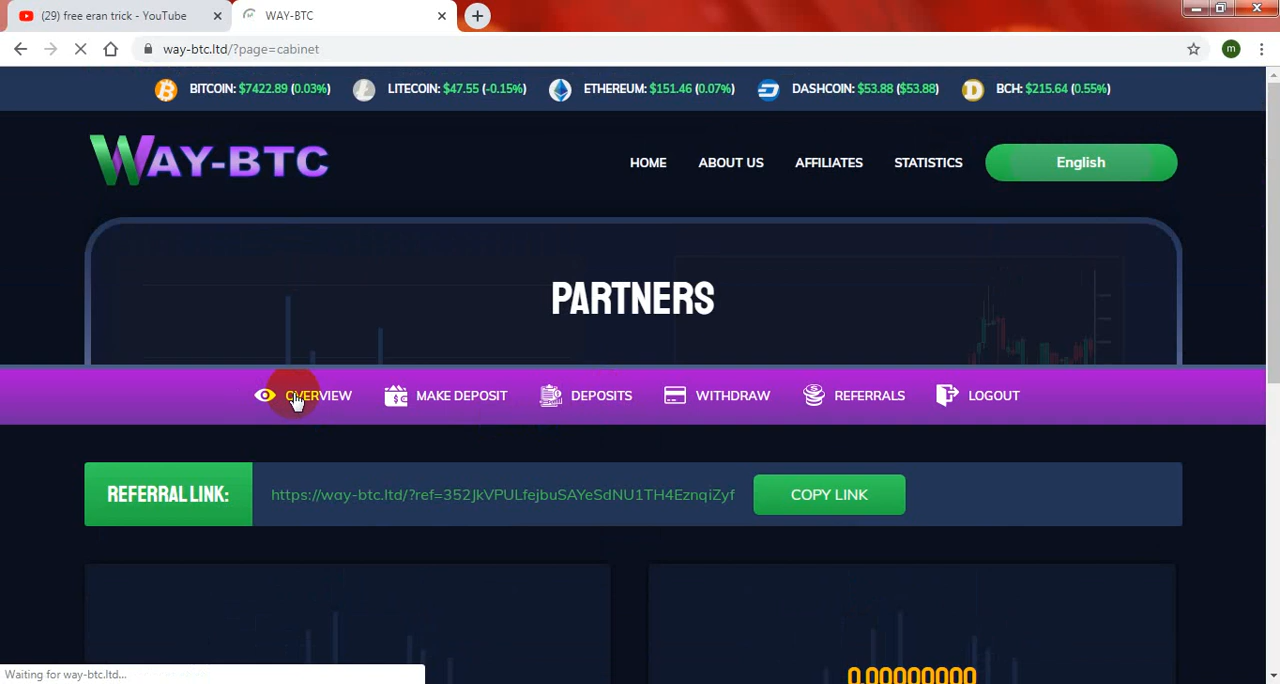 (29) free eran trick - YouTube
WAY-BTC
way-btc.ltd/?page=cabinet
m
BITCOIN: $7422.89 (0.03%)
LITECOIN: $47.55 (-0.15%)
ETHEREUM: $151.46 (0.07%)
DASHCOIN: $53.88 ($53.88)
BCH: $215.64 (0.55%)
WAY-BTC
HOME
ABOUT US
AFFILIATES
STATISTICS
English
PARTNERS
OVERVIEW
MAKE DEPOSIT
DEPOSITS
WITHDRAW
REFERRALS
LOGOUT
REFERRAL LINK:
https://way-btc.ltd/?ref=352JkVPULfejbuSAYeSdNU1TH4EznqiZyf
COPY LINK
0.00000000
Waiting for way-btc.ltd...